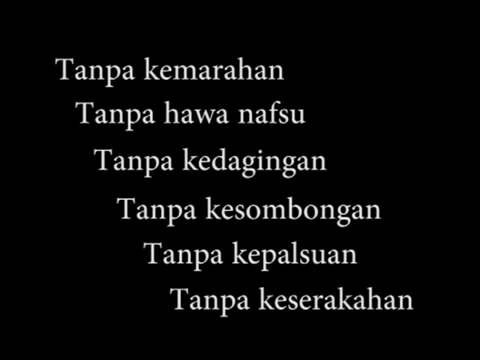 Tanpa kemarahan
Tanpa hawa nafsu
Tanpa kedagingan
Tanpa kesombongan
Tanpa kepalsuan
Tanpa keserakahan